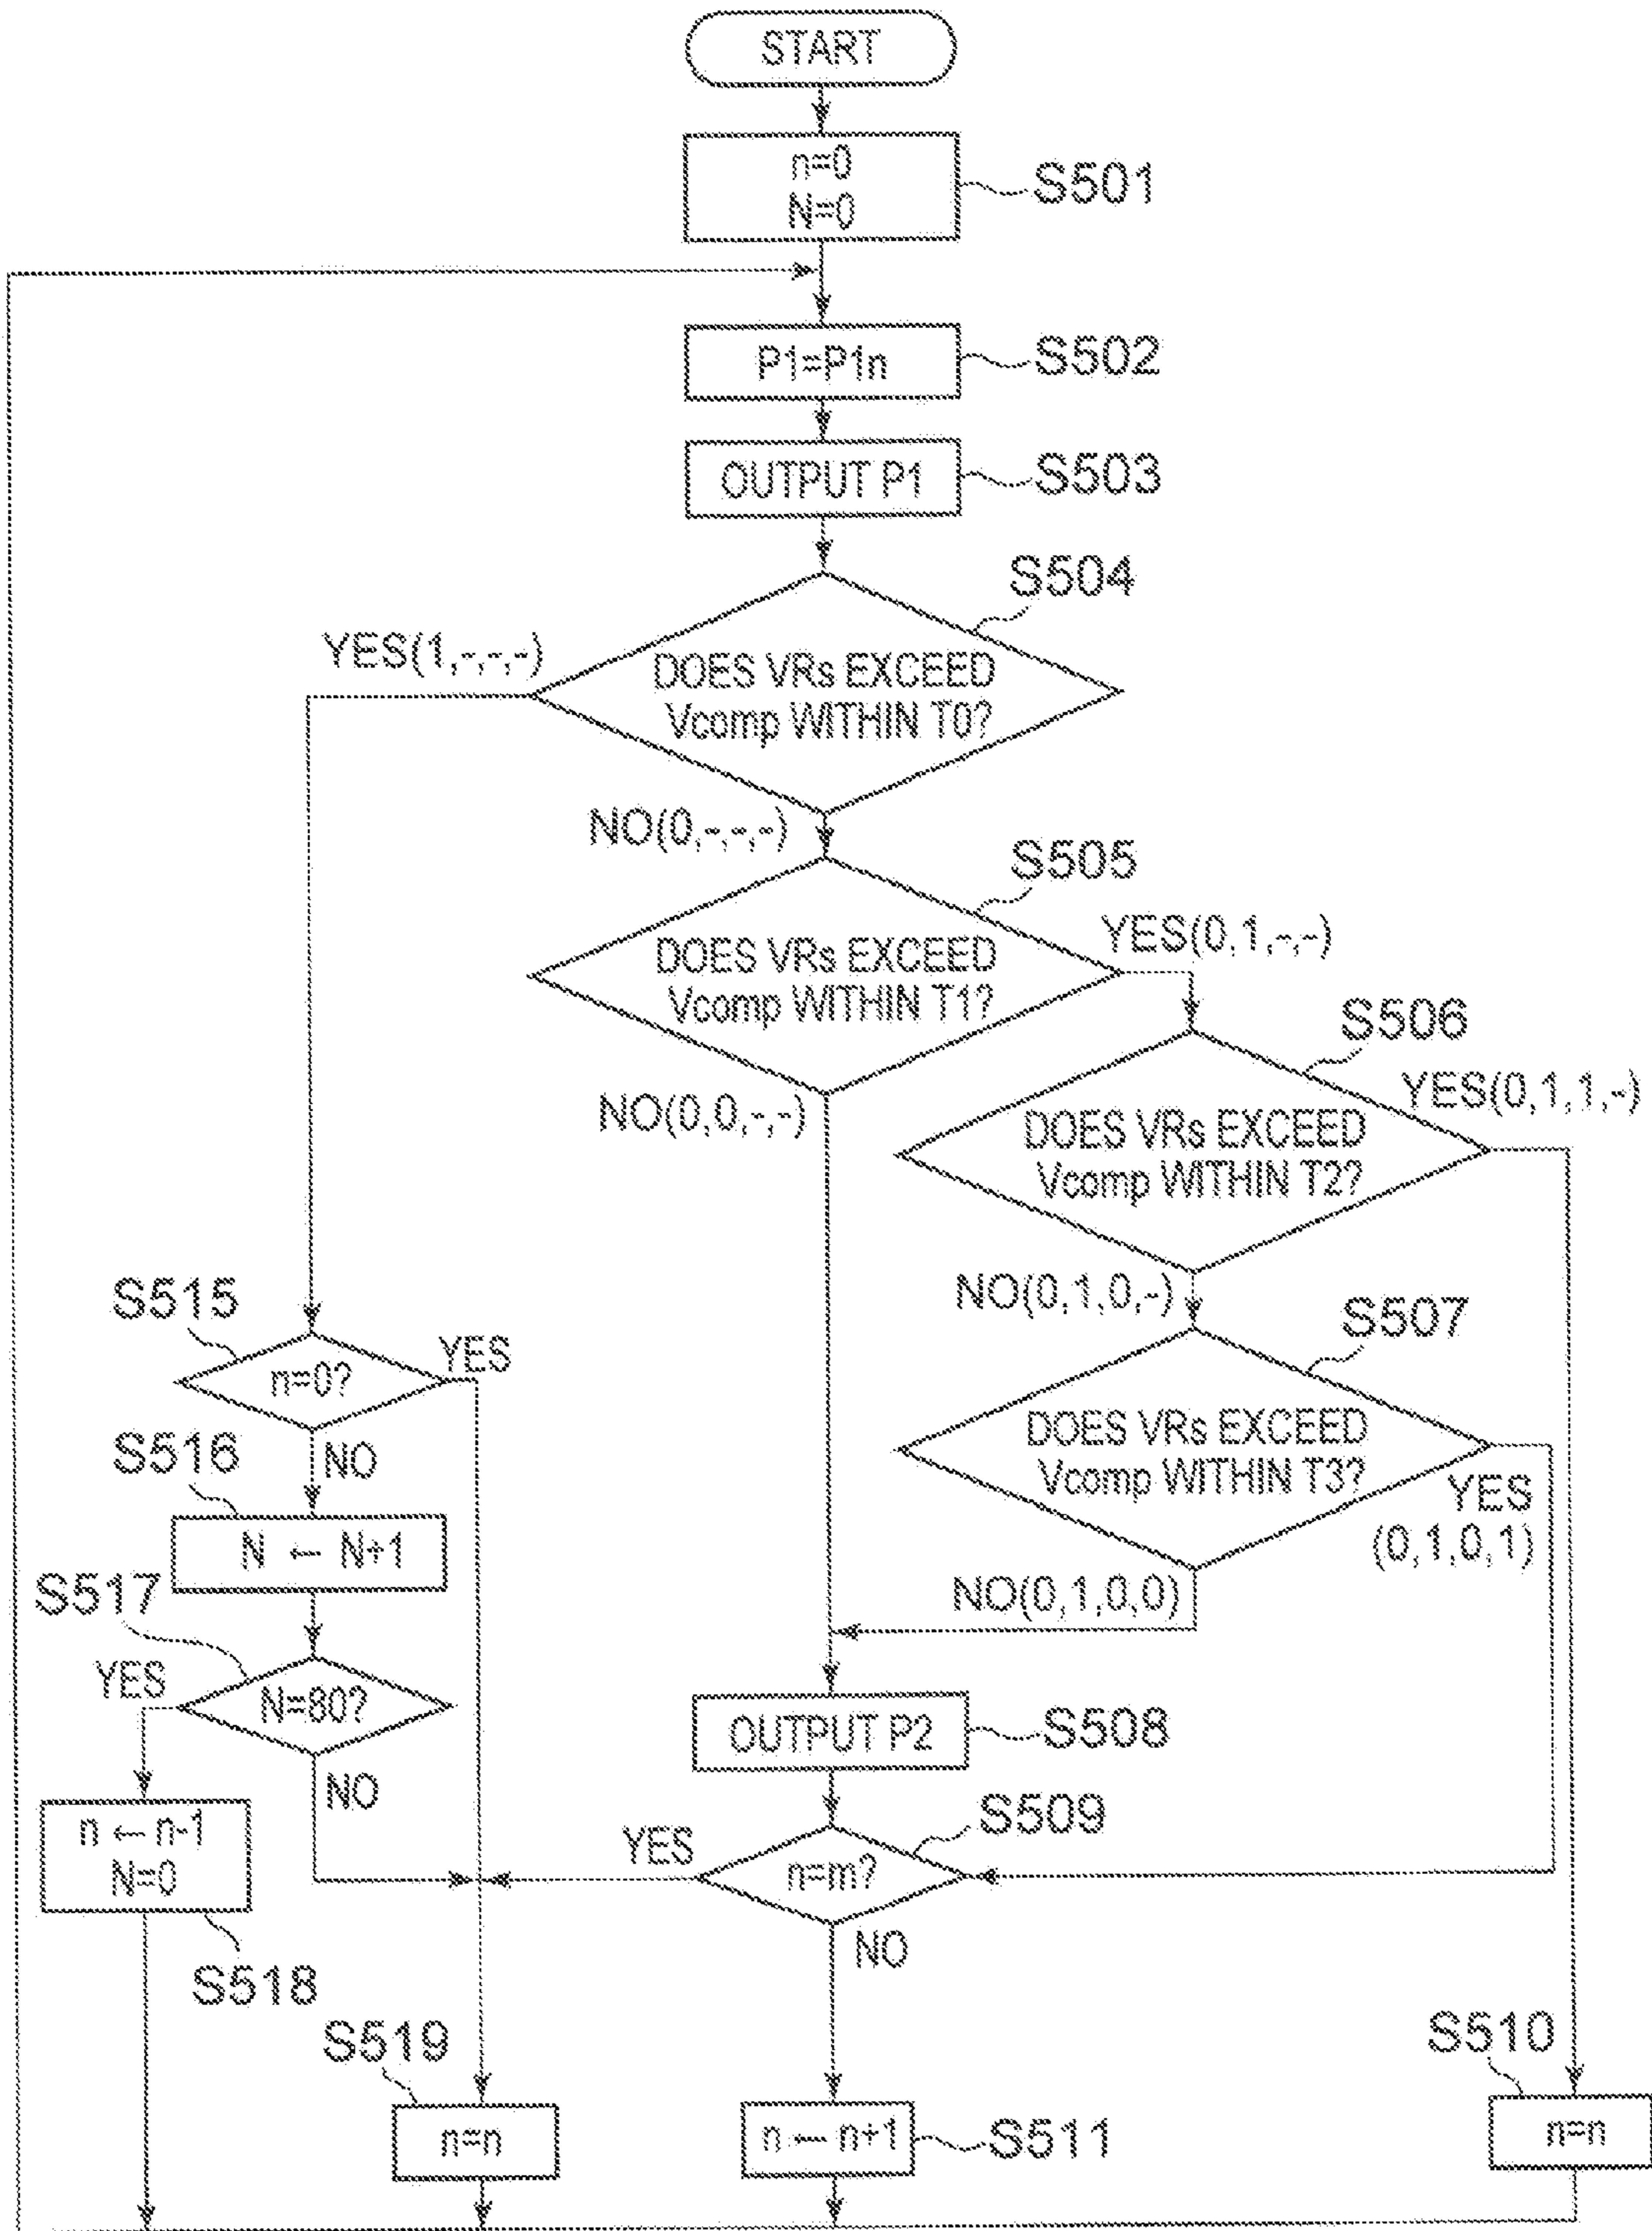 START
n=0
N=0
S501
P1=P1n
S502
OUTPUT P1
S503
S504
YES(1,-,-,-)
DOES VRs EXCEED
Vcomp WITHIN T0?
NO(0,-,-,-)
S505
YES(0,1,-,-)
DOES VRs EXCEED
Vcomp WITHIN T1?
S506
YES(0,1,1,-)
NO(0,0,-,-)
DOES VRs EXCEED
Vcomp WITHIN T2?
NO(0,1,0,-)
S507
S515
n=0?
YES
DOES VRs EXCEED
Vcomp WITHIN T3?
YES
(0,1,0,1)
S516
NO
N ← N+1
NO(0,1,0,0)
S517
YES
N=80?
OUTPUT P2
S508
NO
n ← n-1
N=0
YES
S509
n=m?
NO
S518
S519
S510
n=n
n ← n+1
S511
n=n